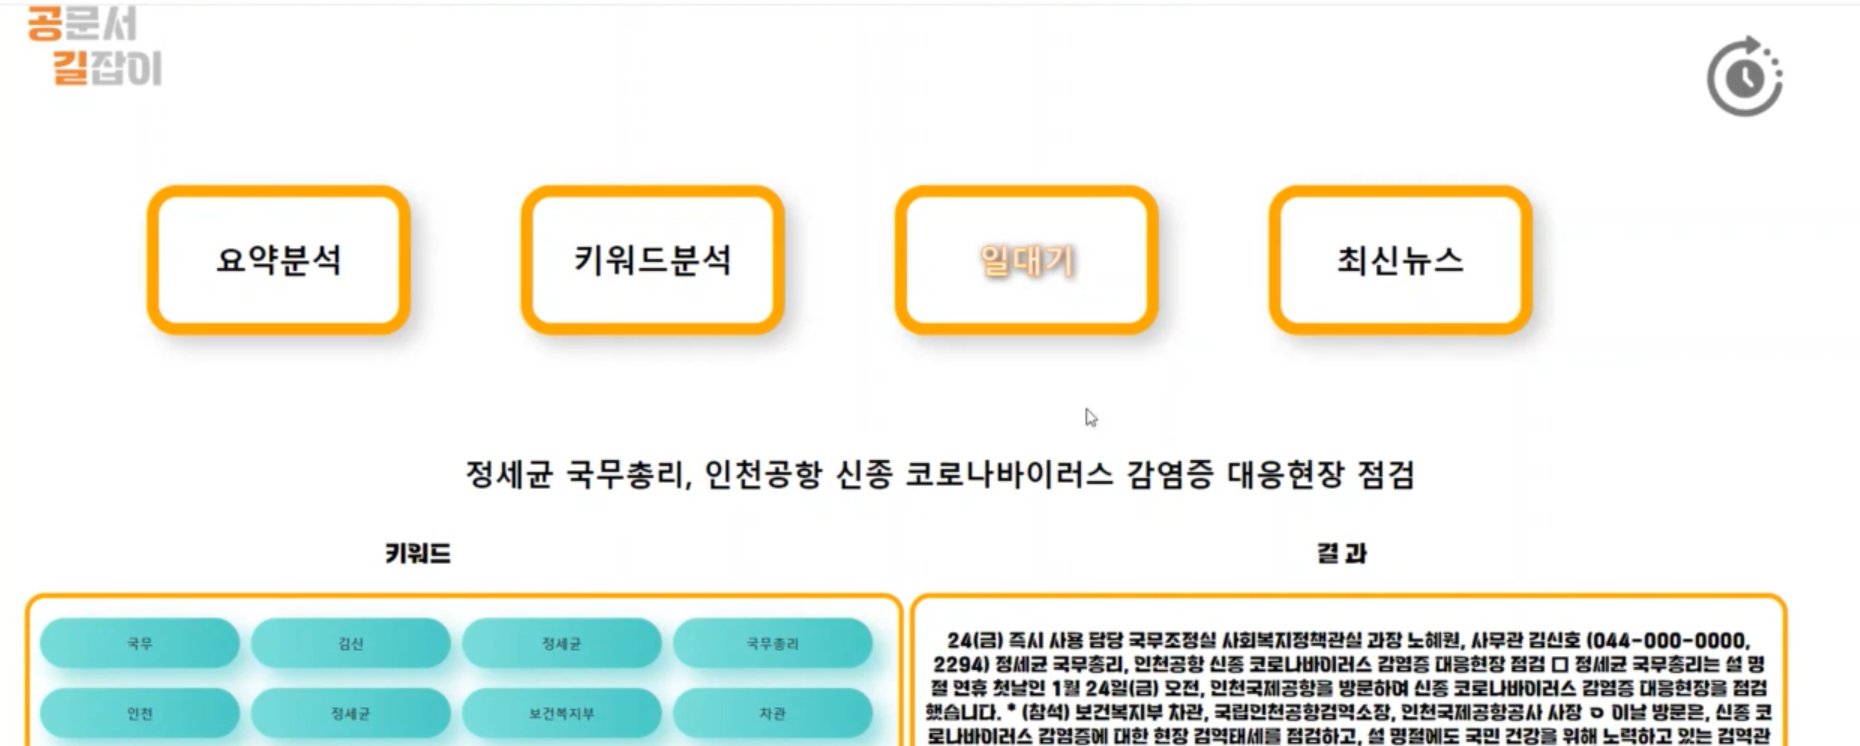 공문서
길잡이
요약분석
키워드분석
일대기
최신뉴스
정세균 국무총리, 인천공항 신종 코로나바이러스 감염증 대응현장 점검
키워드
결 과
국무
김신
정세균
국무총리
인천
정세균
보건복지부
차관
24(금) 즉시 사용 담당 국무조정실 사회복지정책관실 과장 노혜원, 사무관 김신호 (044-000-0000,
2294) 정세균 국무총리, 인천공항 신종 코로나바이러스 감염증 대응현장 점검 □ 정세균 국무총리는 설 명
절 연휴 첫날인 1월 24일(금) 오전, 인천국제공항을 방문하여 신종 코로나바이러스 감염증 대응현장을 점검
했습니다. * (참석) 보건복지부 차관, 국립인천공항검역소장, 인천국제공항공사 사장 ㅇ 이날 방문은, 신종 코
로나바이러스 감염증에 대한 현장 검역태세를 점검하고, 설 명절에도 국민 건강을 위해 노력하고 있는 검역관